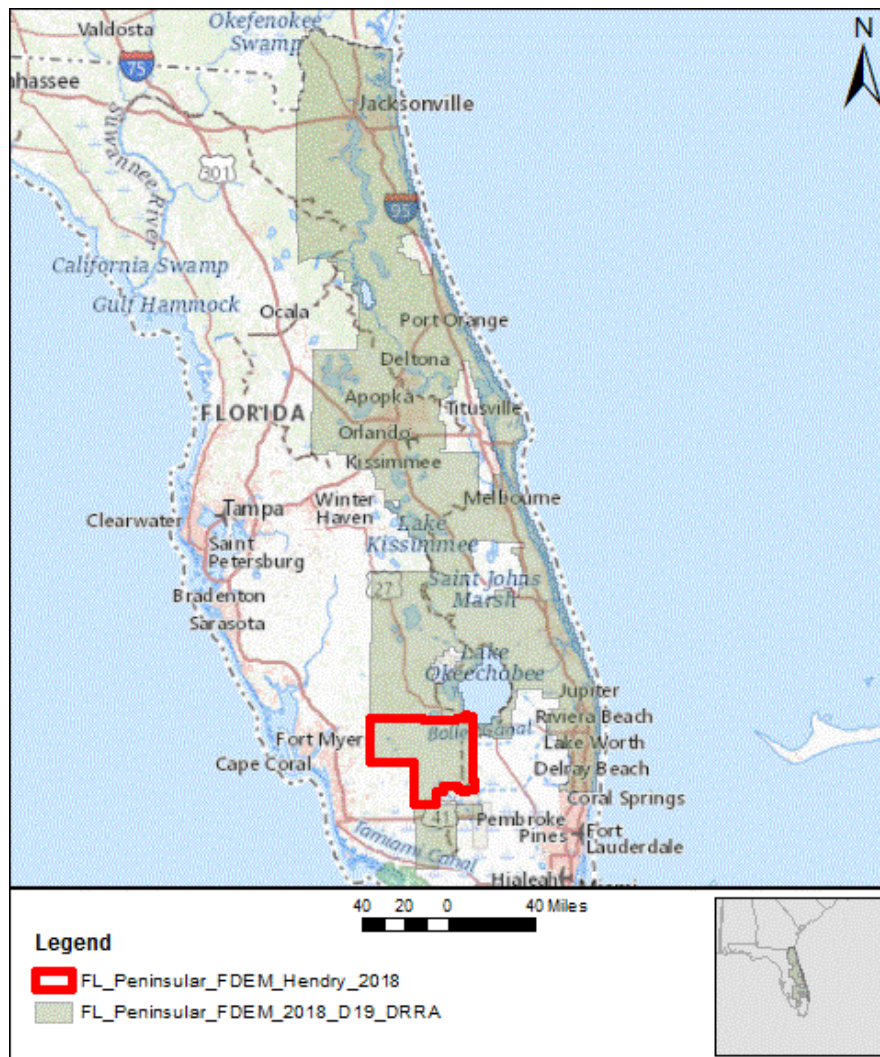 Okefenokee
Swamp
N
Valdosta
75
nhassee
Jacksonville
Suwannee
River
301
95
California Swamp
Gulf Hammock
Ocala
Port Orange
Deltona
Apopka
Titusville
FLORIDA
Orlando
Kissimmee
Melbourne
Winter
Haven
Clearwater
Tampa
Lake
Kissimmee
Saint
Petersburg
Saint Johns
Marsh
27
Bradenton
Sarasota
Lake
Okeechobee
Jupiter
Riviera Beach
Fort Myer
Canal
Lake Worth
Cape Coral
Delray Beach
Coral Springs
41
Pembroke
Pines
Fort
Lauderdale
Tamiami Canal
Hialeah
40 20 0 40 Miles
Legend
FL_Peninsular_FDEM_Hendry_2018
FL_Peninsular_FDEM_2018_D19_DRRA